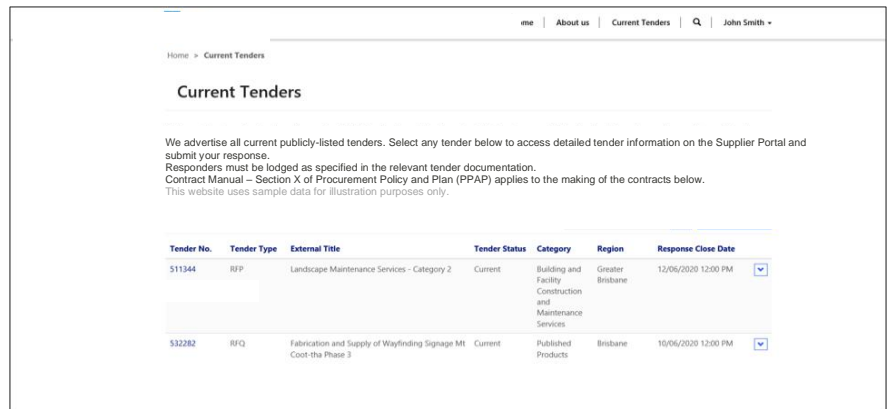 ome | About us | Current Tenders | John Smith
Home > Current Tenders
Current Tenders
We advertise all current publicly-listed tenders. Select any tender below to access detailed tender information on the Supplier Portal and
submit your response.
Responders must be lodged as specified in the relevant tender documentation.
Contract Manual – Section X of Procurement Policy and Plan (PPAP) applies to the making of the contracts below.
This website uses sample data for illustration purposes only.
Tender No. Tender Type External Title Tender Status Category Region Response Close Date
511344 RFP Landscape Maintenance Services - Category 2 Current Building and Greater 12/06/2020 12:00 PM
Facility Brisbane
Construction
and
Maintenance
Services
532282 RFQ Fabrication and Supply of Wayfinding Signage Mt Current Published Brisbane 10/06/2020 12:00 PM
Coot-tha Phase 3 Products